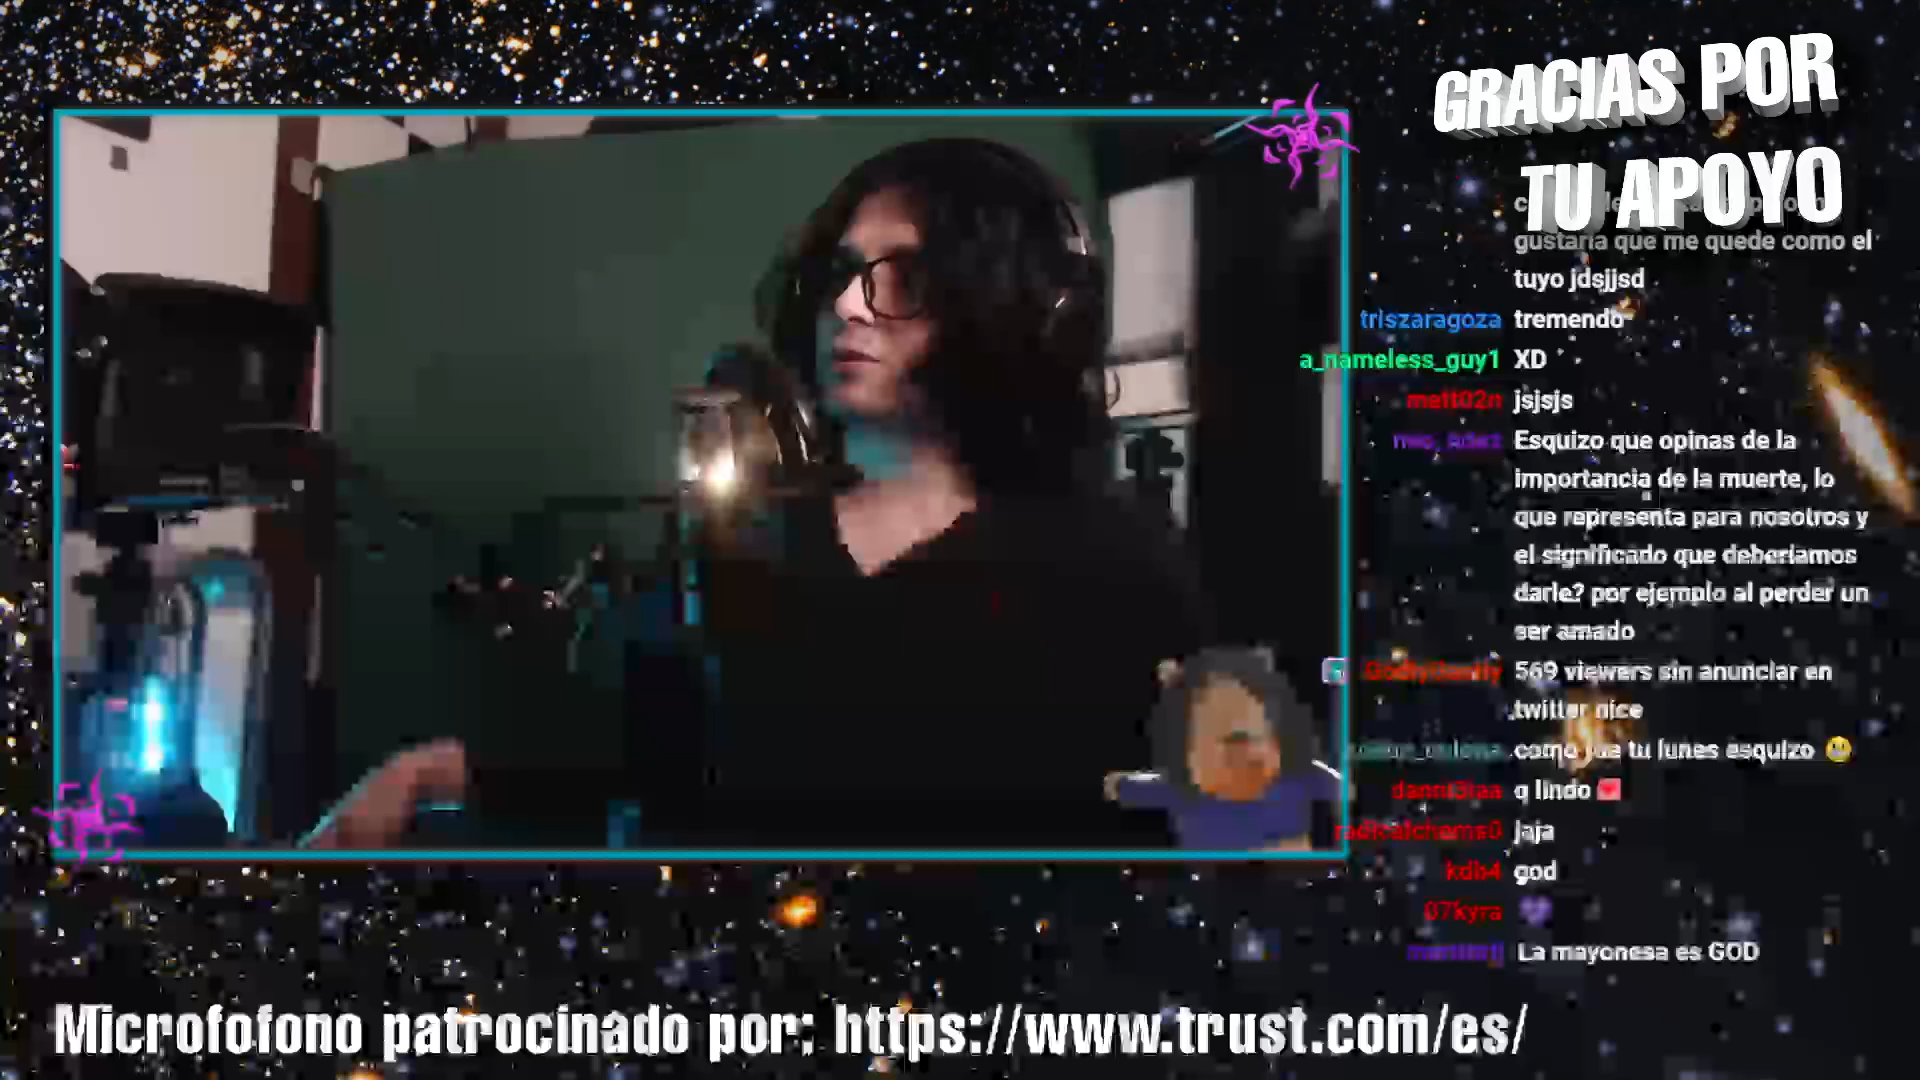 GRACIAS POR
TU APOYO
gustaria que me quede como el
tuyo jdsjjsd
triszaragoza tremendo
a_nameless_guy1 XD
mett02n jsjsjs
Esquizo que opinas de la
importancia de la muerte, lo
que representa para nosotros y
el significado que deberiamos
darle? por ejemplo al perder un
ser amado
569 viewers sin anunciar en
twitter nice
como fue tu lunes esquizo
q lindo
radicalchams0 jaja
kdb4 god
07kyra
La mayonesa es GOD
Microfofono patrocinado por: https://www.trust.com/es/